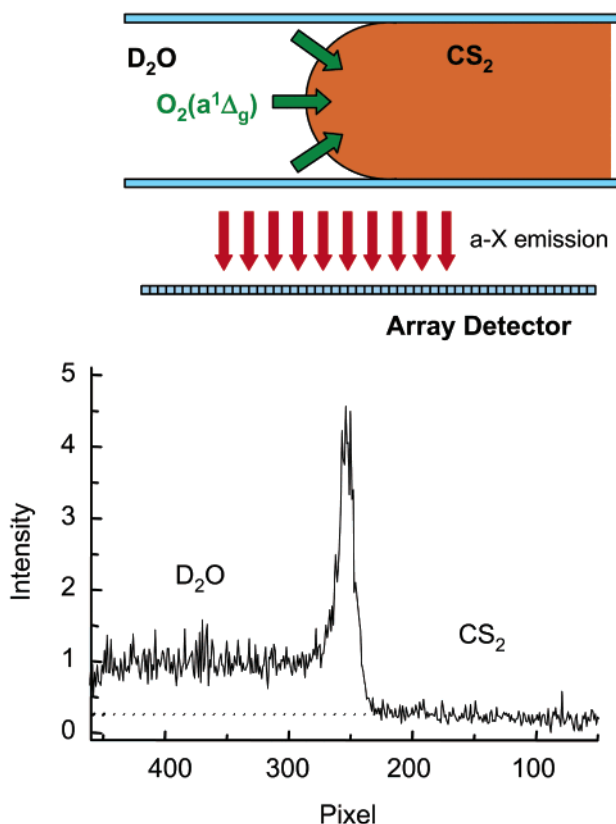 D₂O
CS₂
O₂(a¹Δg)
a-X emission
Array Detector
5
4
3
2
1
0
Intensity
D₂O
CS₂
400
300
200
100
Pixel